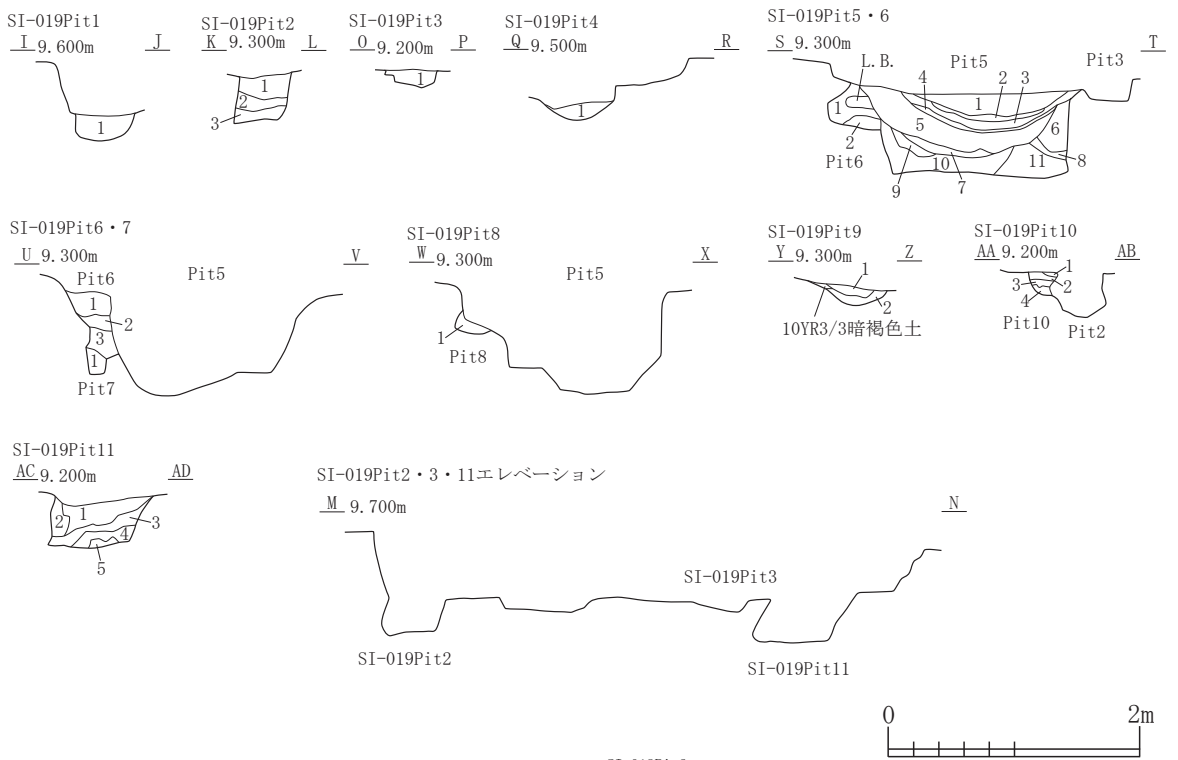 SI-019Pit1
I 9.600m J
1
SI-019Pit2
K 9.300m L
1
2
3
SI-019Pit3
O 9.200m P
1
SI-019Pit4
Q 9.500m R
1
SI-019Pit5・6
S 9.300m T
L.B. Pit5 Pit3
4 2 3
1 1
5 6
2
Pit6 10 11 8
9 7
SI-019Pit6・7
U 9.300m V
Pit6 Pit5
1
2
3
1
Pit7
SI-019Pit8
W 9.300m X
Pit5
1
Pit8
SI-019Pit9
Y 9.300m Z
1
2
10YR3/3暗褐色土
SI-019Pit10
AA 9.200m AB
1
3 2
4
Pit10 Pit2
SI-019Pit11
AC 9.200m AD
2 1 3
4
5
SI-019Pit2・3・11エレベーション
M 9.700m N
SI-019Pit3
SI-019Pit2
SI-019Pit11
0 2m